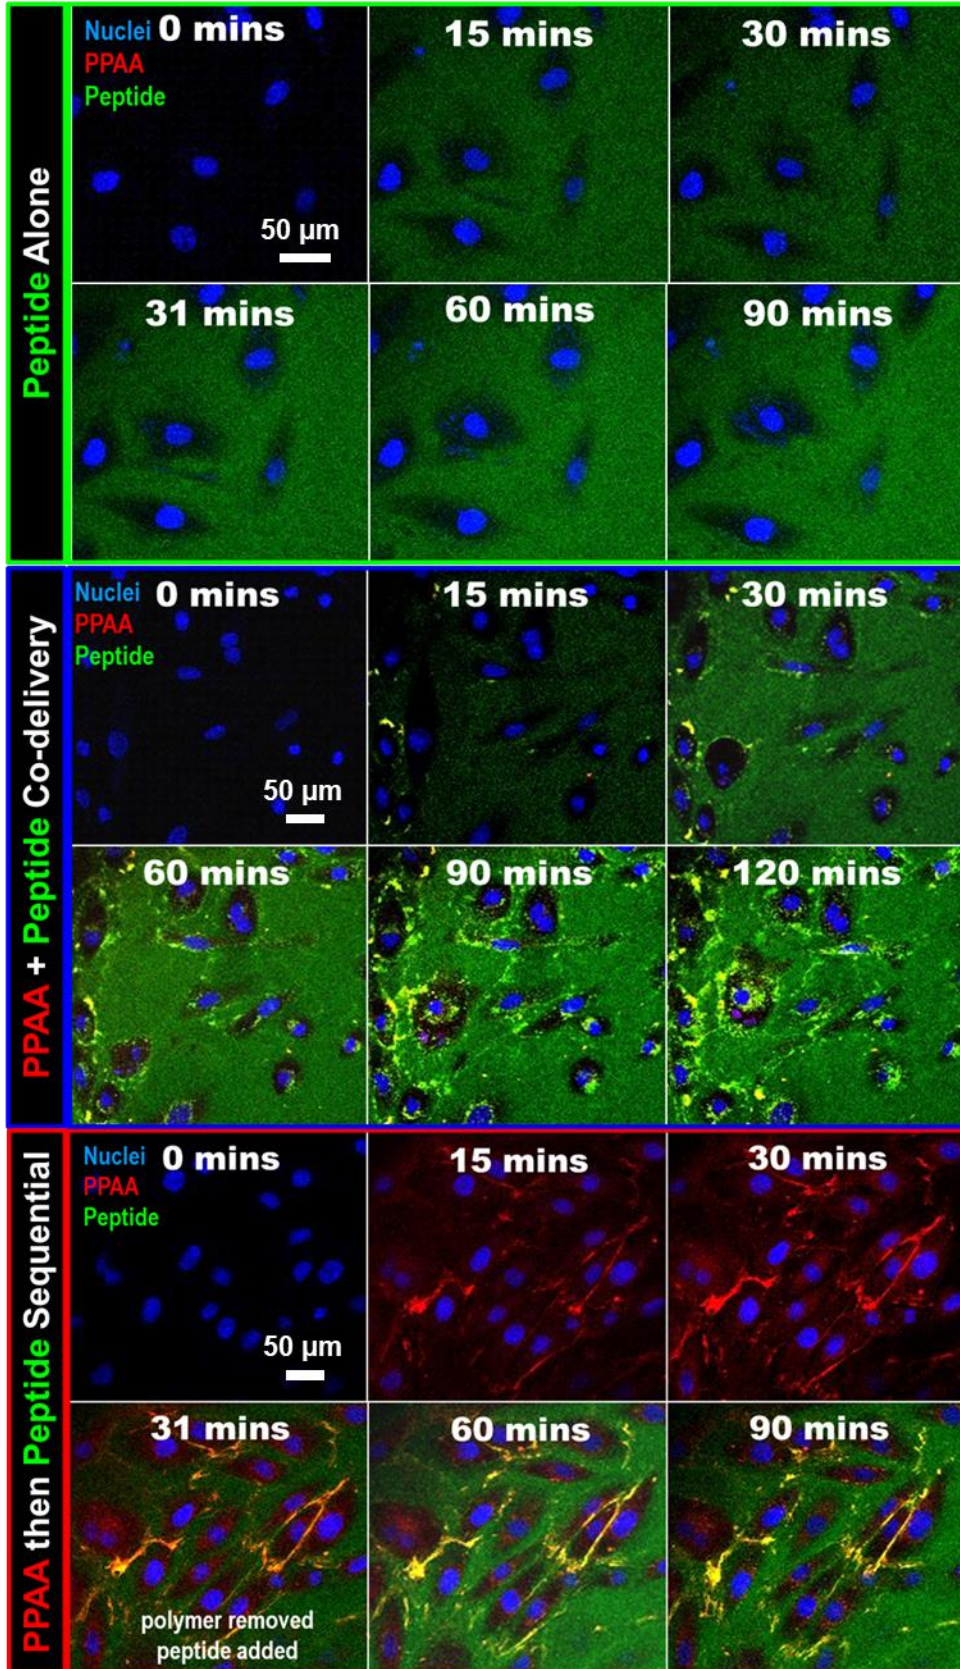 Peptide Alone
Nuclei
PPAA
Peptide
0 mins
50 µm
15 mins
30 mins
31 mins
60 mins
90 mins
PPAA + Peptide Co-delivery
Nuclei
PPAA
Peptide
0 mins
50 µm
15 mins
30 mins
60 mins
90 mins
120 mins
PPAA then Peptide Sequential
Nuclei
PPAA
Peptide
0 mins
50 µm
15 mins
30 mins
31 mins
polymer removed
peptide added
60 mins
90 mins